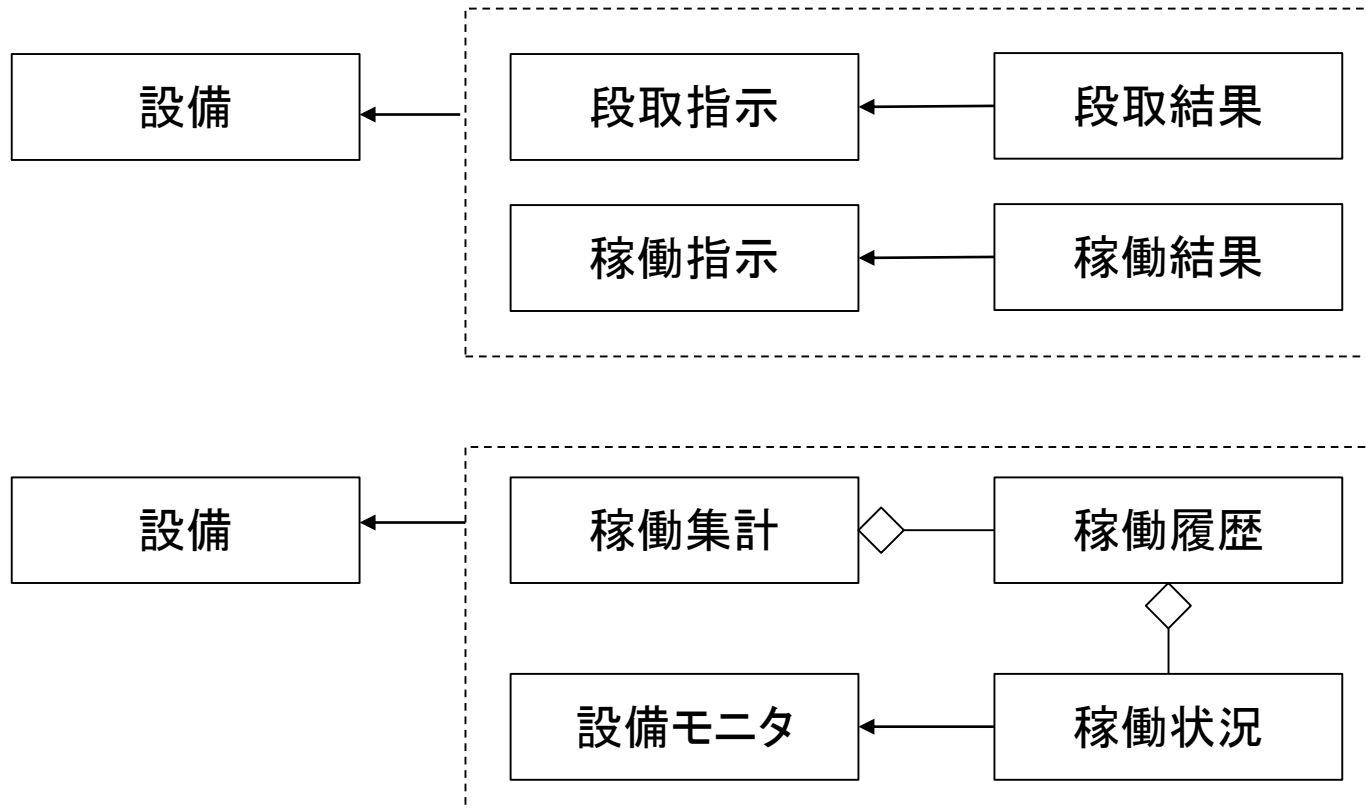 設備
段取指示
段取結果
稼働指示
稼働結果
設備
稼働集計
稼働履歴
設備モニタ
稼働状況